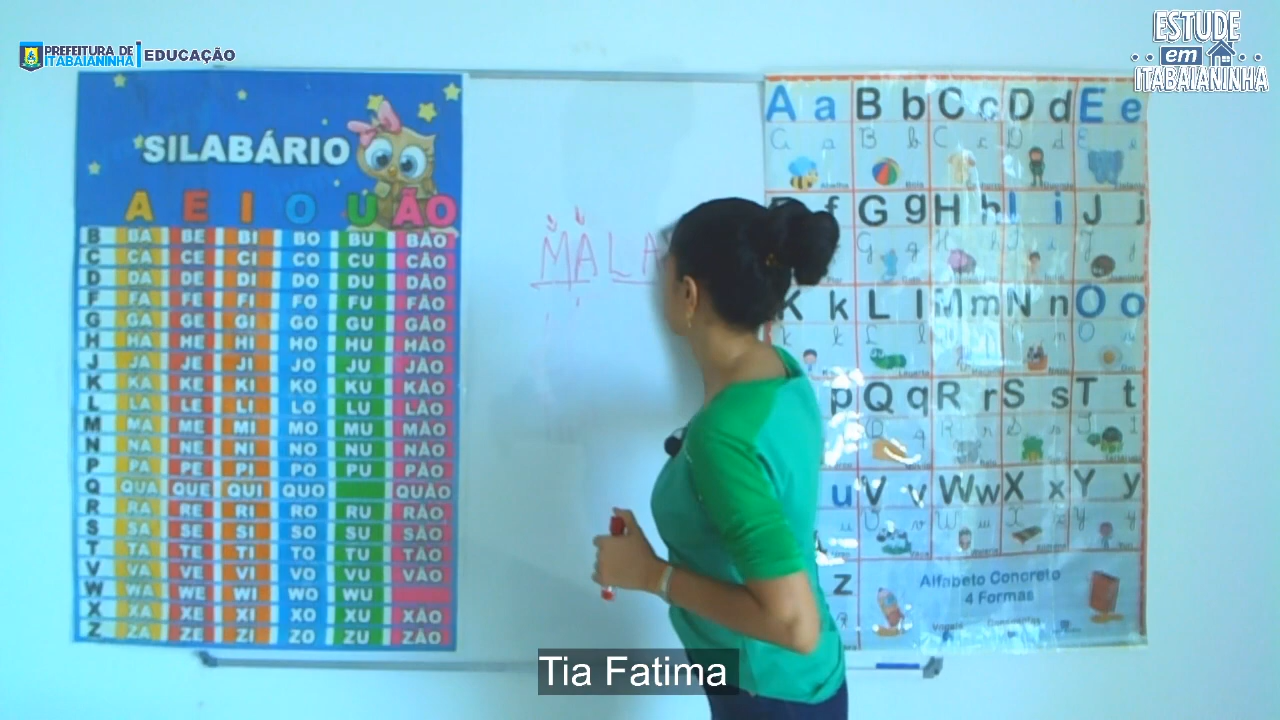 PREFEITURA DE
ITABAIANINHA
EDUCAÇÃO
ESTUDE
em
ITABAIANINHA
SILABÁRIO
A E I O U ÃO
B BA BE BI BO BU BÃO
C CA CE CI CO CU CÃO
D DA DE DI DO DU DÃO
F FA FE FI FO FU FÃO
G GA GE GI GO GU GÃO
H HA HE HI HO HU HÃO
J JA JE JI JO JU JÃO
K KA KE KI KO KU KÃO
L LA LE LI LO LU LÃO
M MA ME MI MO MU MÃO
N NA NE NI NO NU NÃO
P PA PE PI PO PU PÃO
Q QUA QUE QUI QUO QUÃO
R RA RE RI RO RU RÃO
S SA SE SI SO SU SÃO
T TA TE TI TO TU TÃO
V VA VE VI VO VU VÃO
W WA WE WI WO WU
X XA XE XI XO XU XÃO
Z ZA ZE ZI ZO ZU ZÃO
MALA
A a B b C c D d E e
f G g H h I i J j
K k L l M m N n O o
p Q q R r S s T t
u V v W w X x Y y
z
Alfabeto Concreto
4 Formas
Vogais Consoantes
Tia Fatima